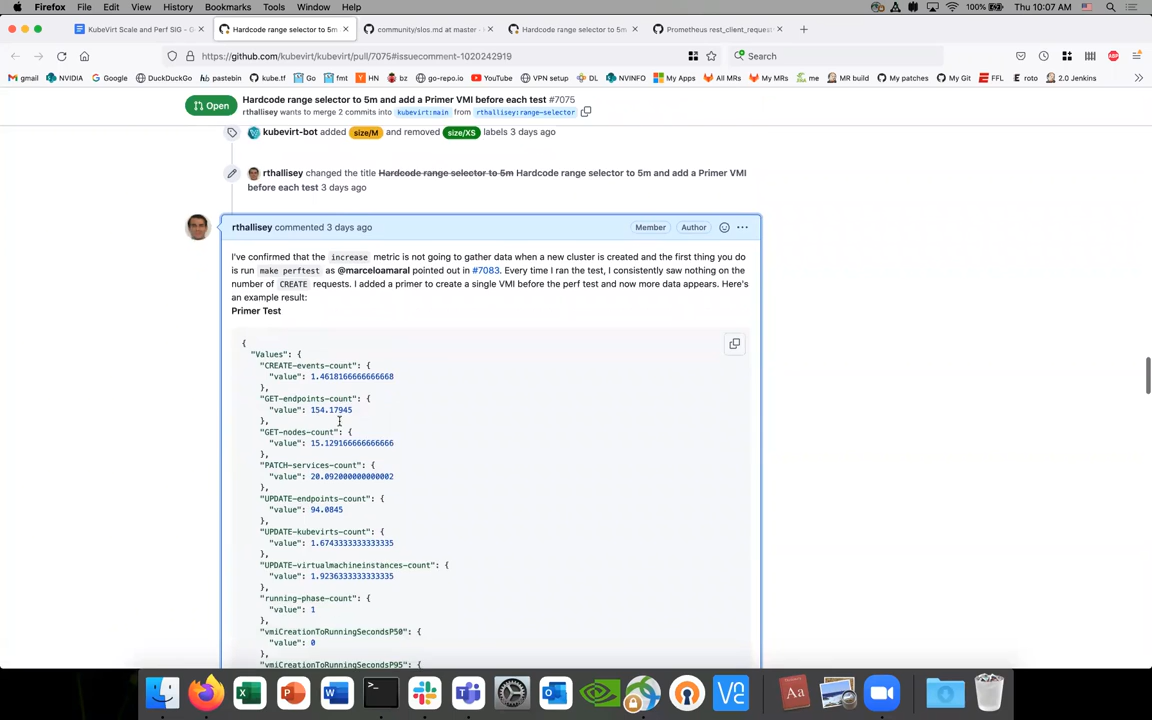 Firefox File Edit View History Bookmarks Tools Window Help 100% Thu 10:07 AM
KubeVirt Scale and Perf SIG - G × Hardcode range selector to 5m × community/slos.md at master · × Hardcode range selector to 5m × Prometheus rest_client_reques × +
https://github.com/kubevirt/kubevirt/pull/7075#issuecomment-1020242919 Search
gmail NVIDIA Google DuckDuckGo pastebin kube.tf Go fmt HN bz go-repo.io YouTube VPN setup DL NVINFO My Apps All MRs My MRs me MR build My patches My Git FFL roto 2.0 Jenkins
Open
Hardcode range selector to 5m and add a Primer VMI before each test #7075
rthallisey wants to merge 2 commits into kubevirt:main from rthallisey:range-selector
kubevirt-bot added size/M and removed size/XS labels 3 days ago
rthallisey changed the title Hardcode range selector to 5m Hardcode range selector to 5m and add a Primer VMI
before each test 3 days ago
rthallisey commented 3 days ago Member Author ···
I've confirmed that the increase metric is not going to gather data when a new cluster is created and the first thing you do
is run make perftest as @marceloamaral pointed out in #7083. Every time I ran the test, I consistently saw nothing on the
number of CREATE requests. I added a primer to create a single VMI before the perf test and now more data appears. Here's
an example result:
Primer Test
{
"Values": {
"CREATE-events-count": {
"value": 1.4618166666666668
},
"GET-endpoints-count": {
"value": 154.17945
},
"GET-nodes-count": {
"value": 15.129166666666666
},
"PATCH-services-count": {
"value": 20.092000000000002
},
"UPDATE-endpoints-count": {
"value": 94.0845
},
"UPDATE-kubevirts-count": {
"value": 1.6743333333333335
},
"UPDATE-virtualmachineinstances-count": {
"value": 1.9236333333333335
},
"running-phase-count": {
"value": 1
},
"vmiCreationToRunningSecondsP50": {
"value": 0
},
"vmiCreationToRunningSecondsP95": {